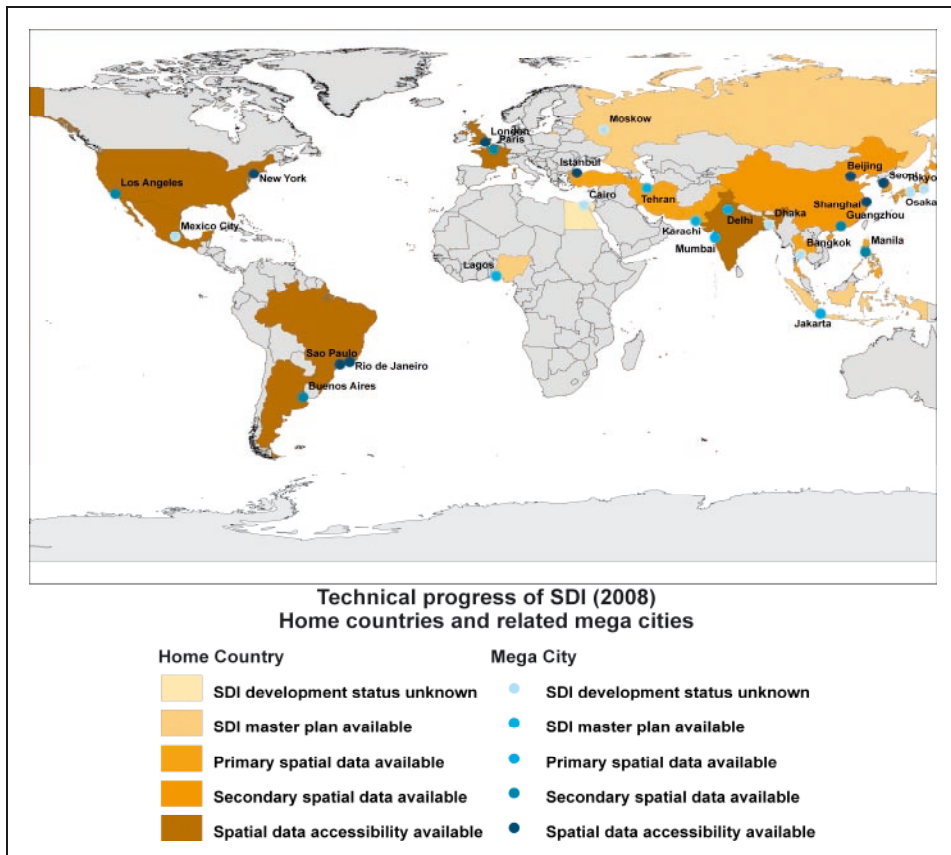 Moskow
London
Paris
Istanbul
Beijing
Seoul
Tokyo
Los Angeles
New York
Tehran
Osaka
Cairo
Shanghai
Mexico City
Delhi
Dhaka
Guangzhou
Karachi
Mumbai
Bangkok
Manila
Lagos
Jakarta
Sao Paulo
Rio de Janeiro
Buenos Aires
Technical progress of SDI (2008)
Home countries and related mega cities
Home Country
Mega City
SDI development status unknown
SDI development status unknown
SDI master plan available
SDI master plan available
Primary spatial data available
Primary spatial data available
Secondary spatial data available
Secondary spatial data available
Spatial data accessibility available
Spatial data accessibility available